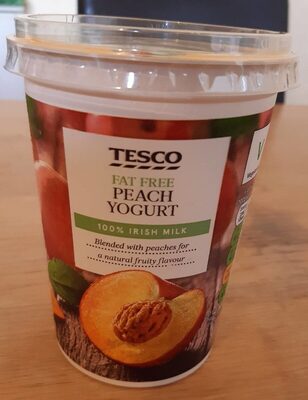 TESCO
FAT FREE
PEACH
YOGURT
100% IRISH MILK
Blended with peaches for
a natural fruity flavour
V